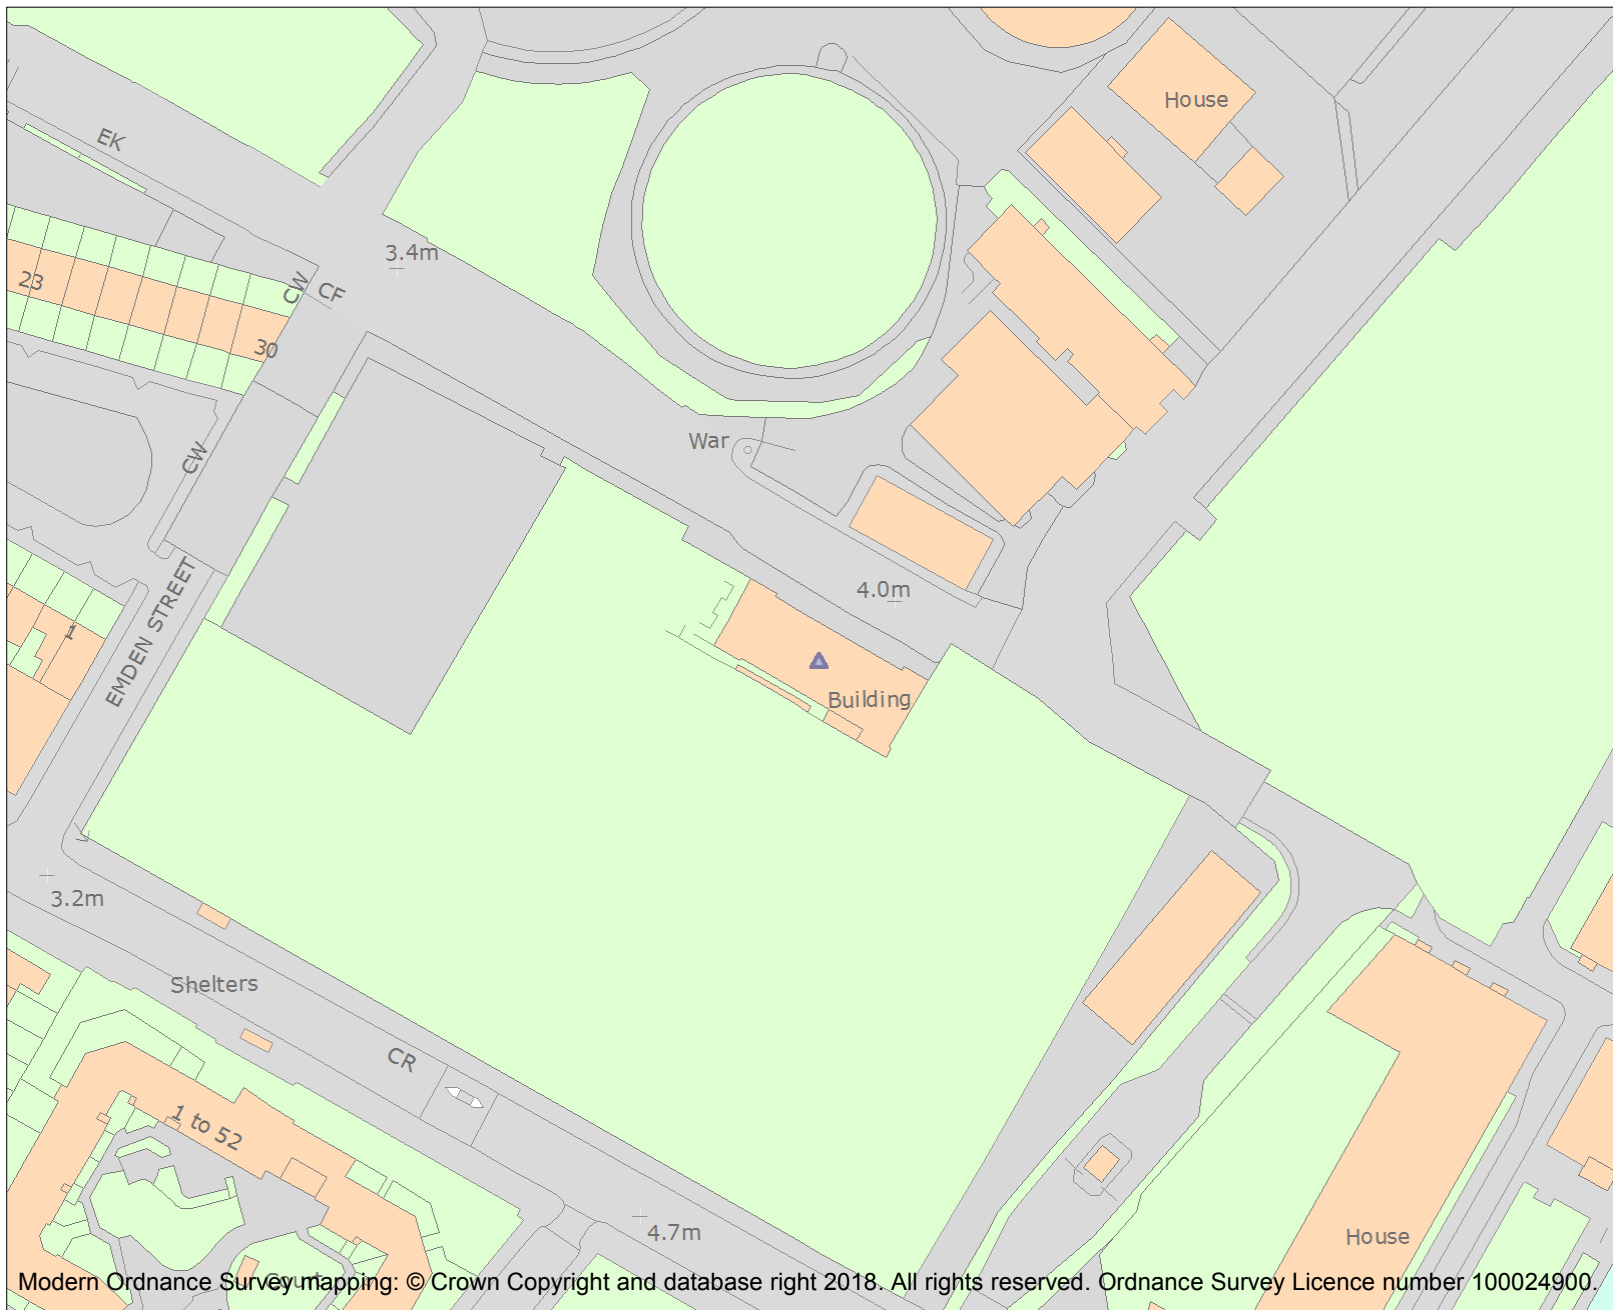 House
EK
3.4m
23
CW
CF
30
War
CW
4.0m
EMDEN STREET
1
Building
3.2m
Shelters
CR
1 to 52
4.7m
House
Court
Modern Ordnance Survey mapping: © Crown Copyright and database right 2018. All rights reserved. Ordnance Survey Licence number 100024900.